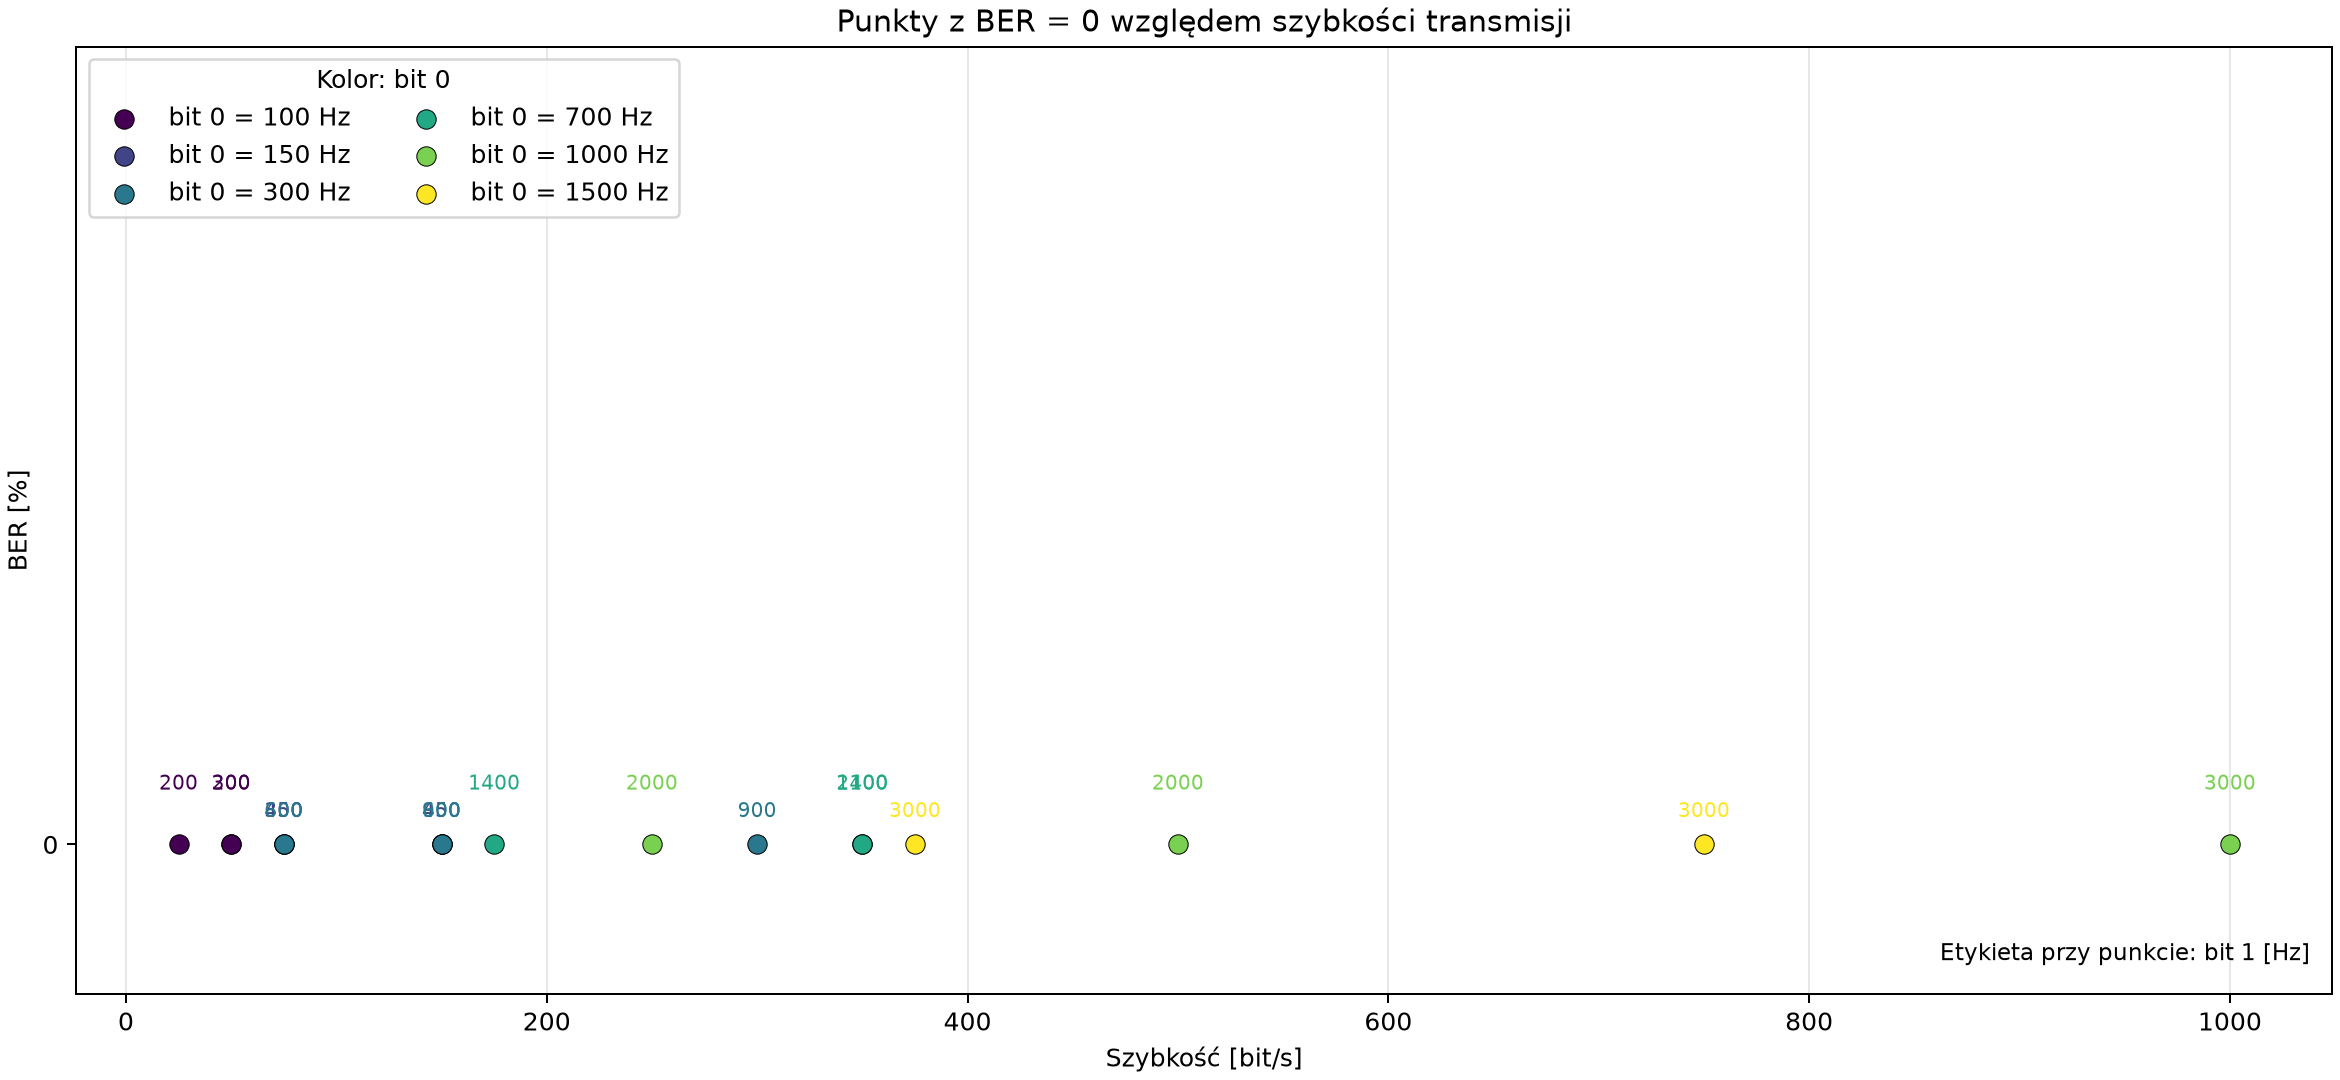 Punkty z BER = 0 względem szybkości transmisji
Kolor: bit 0
bit 0 = 100 Hz
bit 0 = 150 Hz
bit 0 = 300 Hz
bit 0 = 700 Hz
bit 0 = 1000 Hz
bit 0 = 1500 Hz
BER [%]
200 1400 2000 2000 3000
900 3000 3000
0
Etykieta przy punkcie: bit 1 [Hz]
0 200 400 600 800 1000
Szybkość [bit/s]